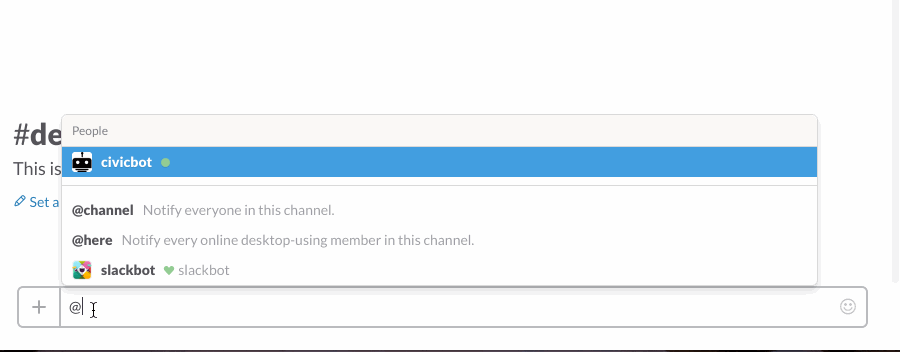 People
#de
civicbot
This is
Set a
@channel Notify everyone in this channel.
@here Notify every online desktop-using member in this channel.
slackbot slackbot
@